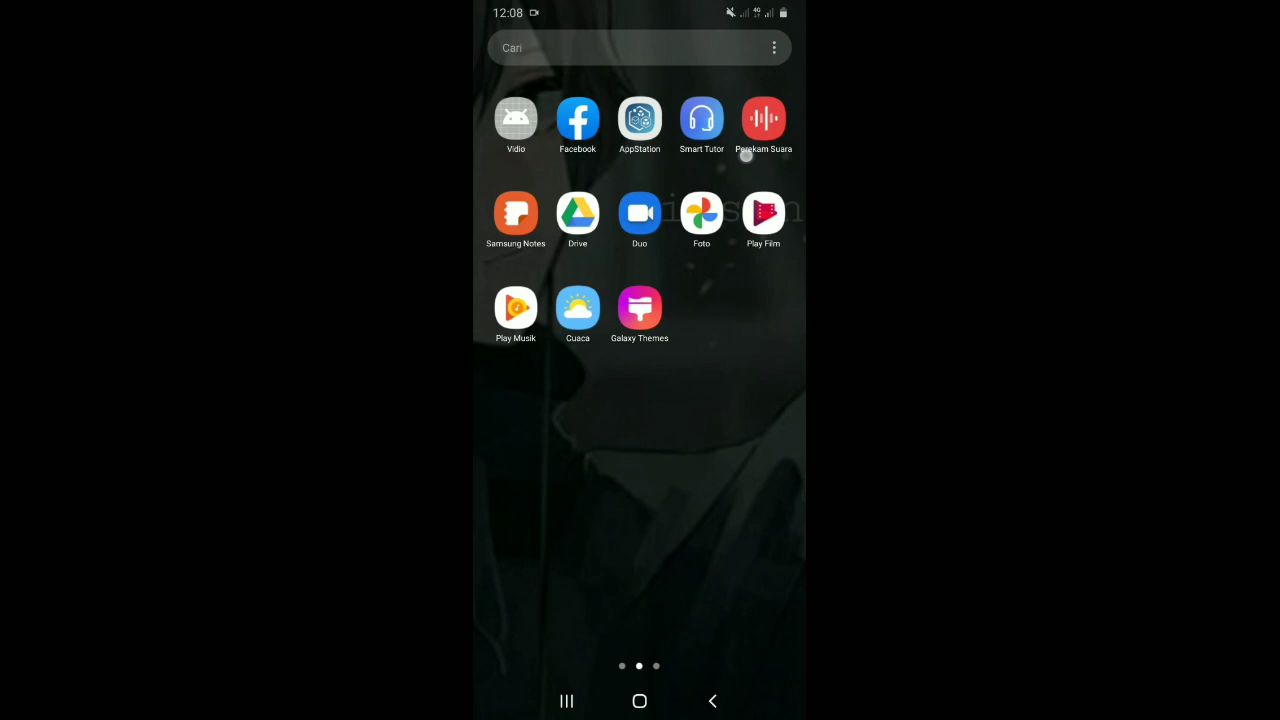 12:08
4G
Cari
Vidio Facebook AppStation Smart Tutor Perekam Suara
Samsung Notes Drive Duo Foto Play Film
Play Musik Cuaca Galaxy Themes